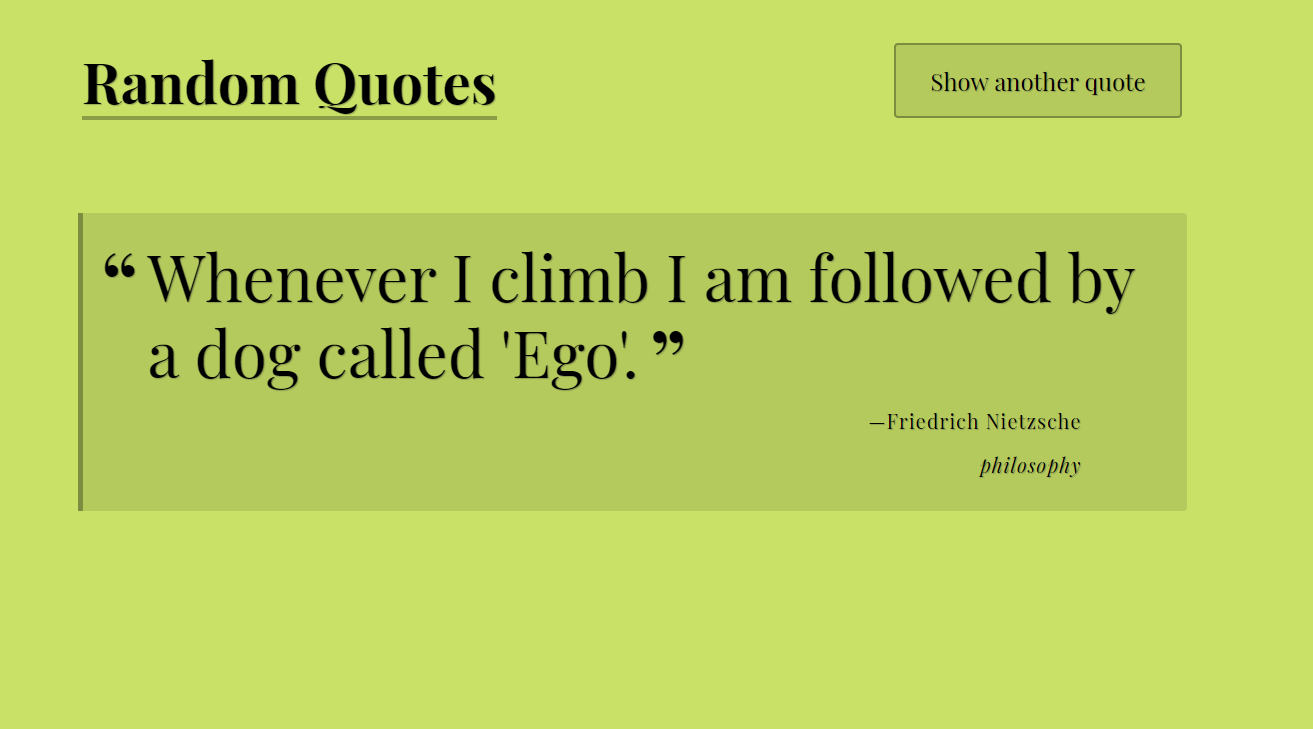 Random Quotes
Show another quote
“Whenever I climb I am followed by
a dog called 'Ego'.”
—Friedrich Nietzsche
philosophy